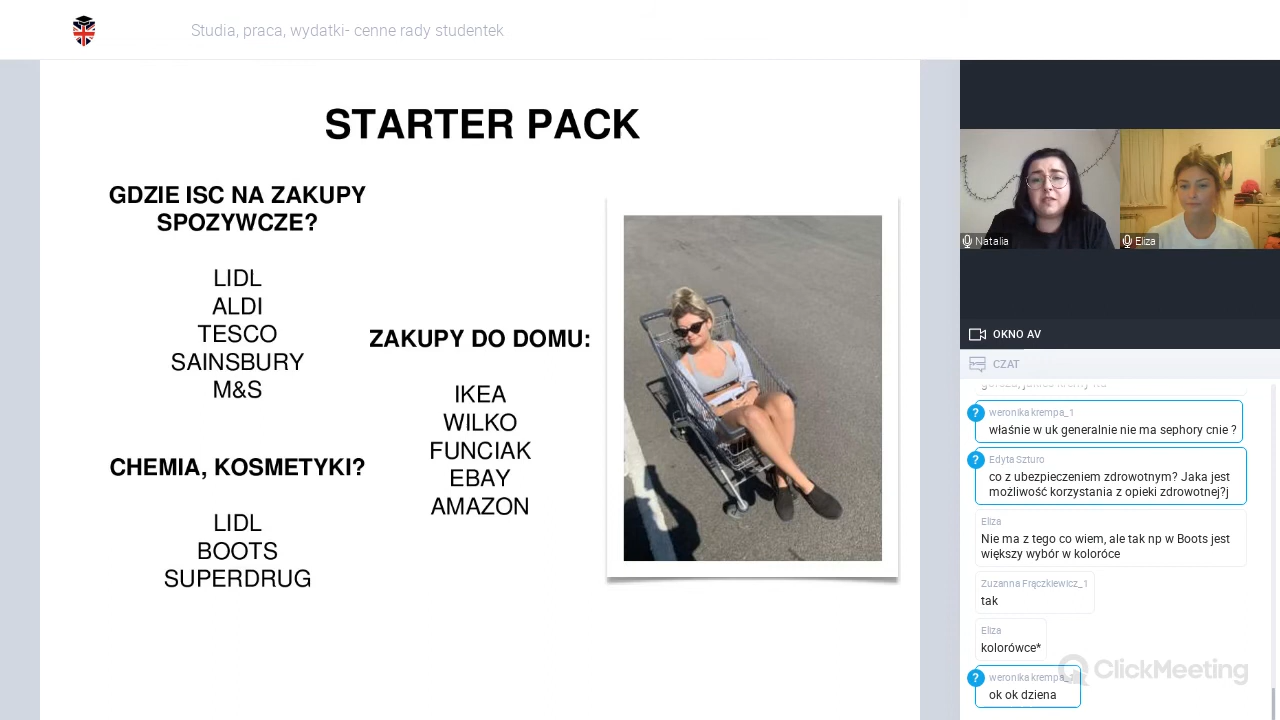 Studia, praca, wydatki- cenne rady studentek
STARTER PACK
GDZIE ISC NA ZAKUPY
SPOZYWCZE?
LIDL
ALDI
TESCO
SAINSBURY
M&S
CHEMIA, KOSMETYKI?
LIDL
BOOTS
SUPERDRUG
ZAKUPY DO DOMU:
IKEA
WILKO
FUNCIAK
EBAY
AMAZON
Natalia
Eliza
OKNO AV
CZAT
weronika krempa_1
właśnie w uk generalnie nie ma sephory cnie ?
Edyta Szturo
co z ubezpieczeniem zdrowotnym? Jaka jest
możliwość korzystania z opieki zdrowotnej?j
Eliza
Nie ma z tego co wiem, ale tak np w Boots jest
większy wybór w koloróce
Zuzanna Frączkiewicz_1
tak
Eliza
kolorówce*
weronika krempa_1
ok ok dziena
ClickMeeting